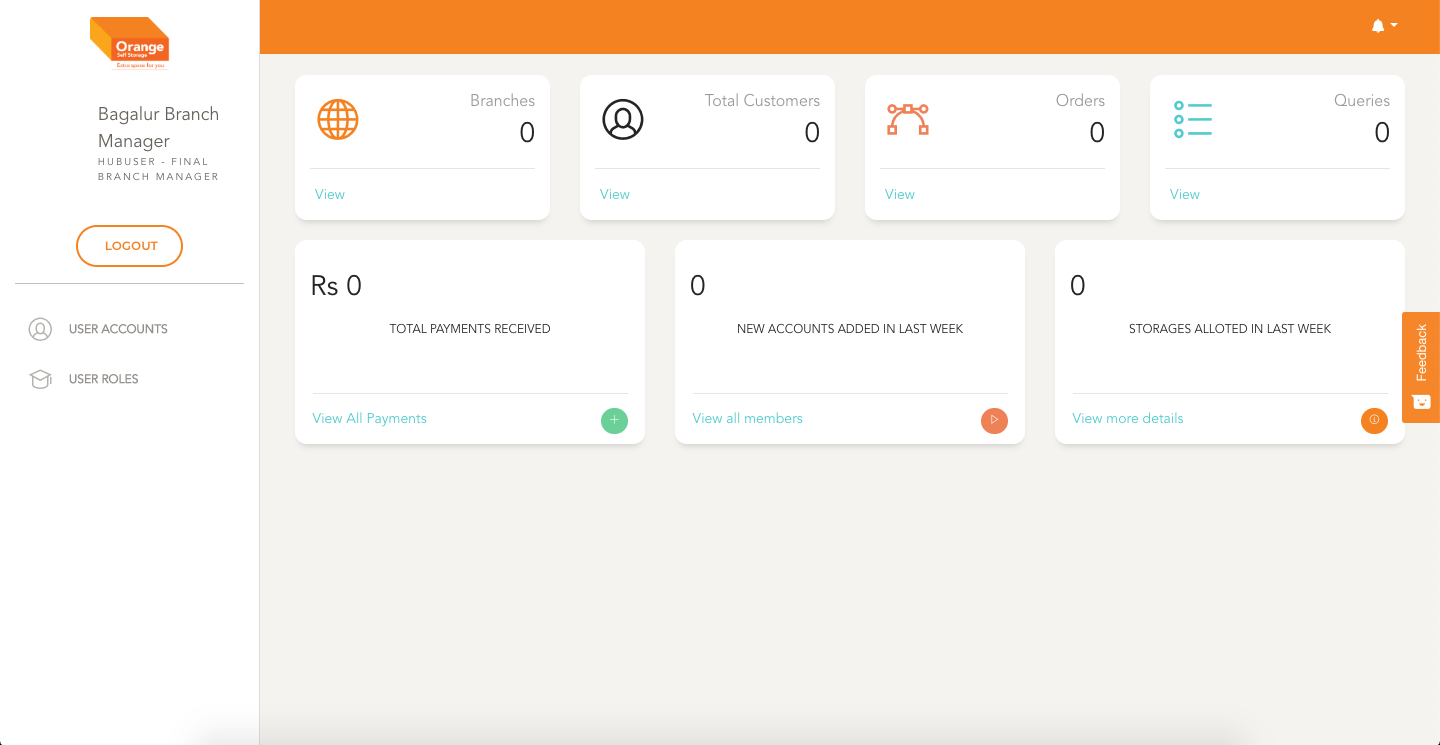 Orange
Self Storage
Extra space for you
Bagalur Branch
Manager
HUBUSER - FINAL
BRANCH MANAGER
LOGOUT
USER ACCOUNTS
USER ROLES
Branches
0
View
Total Customers
0
View
Orders
0
View
Queries
0
View
Rs 0
TOTAL PAYMENTS RECEIVED
View All Payments
0
NEW ACCOUNTS ADDED IN LAST WEEK
View all members
0
STORAGES ALLOTED IN LAST WEEK
View more details
Feedback